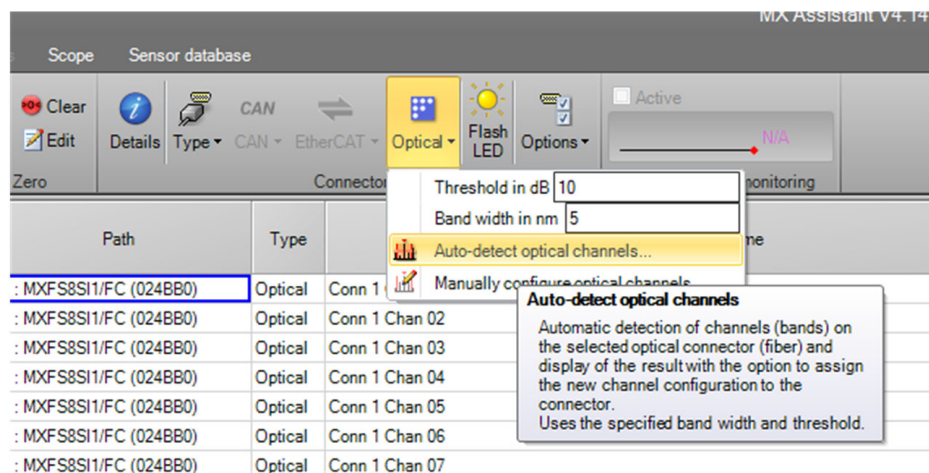 MX Assistant V4.14
Scope Sensor database
Clear
Edit
Details Type CAN CAN EtherCAT Optical Flash LED Options
Active
N/A
Zero Connector monitoring
Threshold in dB 10
Band width in nm 5
Auto-detect optical channels...
Manually configure optical channels
Path Type
: MXFS8SI1/FC (024BB0) Optical Conn 1
: MXFS8SI1/FC (024BB0) Optical Conn 1 Chan 02
: MXFS8SI1/FC (024BB0) Optical Conn 1 Chan 03
: MXFS8SI1/FC (024BB0) Optical Conn 1 Chan 04
: MXFS8SI1/FC (024BB0) Optical Conn 1 Chan 05
: MXFS8SI1/FC (024BB0) Optical Conn 1 Chan 06
: MXFS8SI1/FC (024BB0) Optical Conn 1 Chan 07
Auto-detect optical channels
Automatic detection of channels (bands) on
the selected optical connector (fiber) and
display of the result with the option to assign
the new channel configuration to the
connector.
Uses the specified band width and threshold.